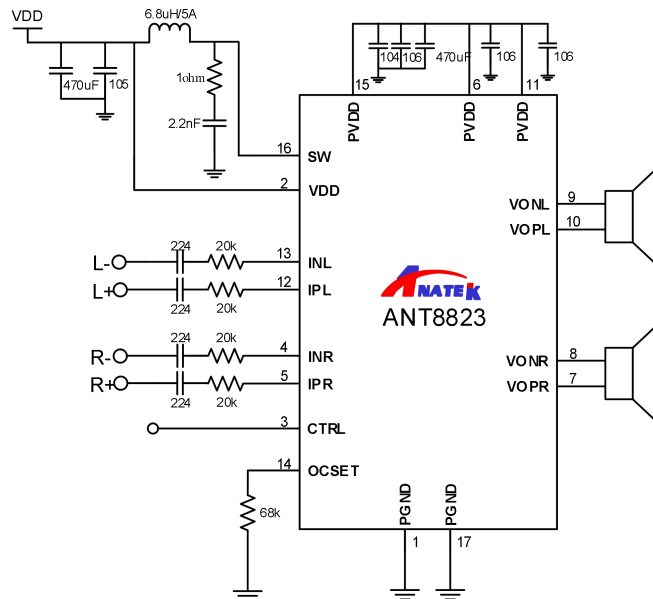 VDD
6.8uH/5A
470uF
105
1ohm
2.2nF
104
106
470uF
106
106
15
6
11
PVDD
PVDD
PVDD
16
SW
2
VDD
VONL
9
VOPL
10
L-
224
20k
13
INL
L+
224
20k
12
IPL
ANATEK
ANT8823
R-
224
20k
4
INR
R+
224
20k
5
IPR
VONR
8
VOPR
7
3
CTRL
14
OCSET
68k
PGND
PGND
1
17